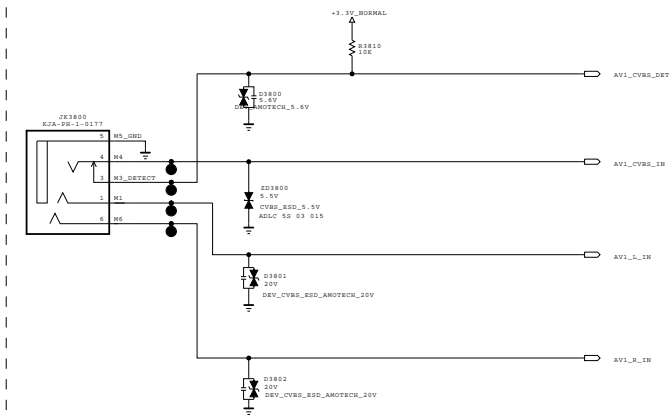 +3.3V_NORMAL
R3810
10K
AV1_CVBS_DET
D3800
5.6V
DEV_AMOTECH_5.6V
JK3800
KJA-PH-1-0177
5 M5_GND
4 M4
3 M3_DETECT
1 M1
6 M6
AV1_CVBS_IN
ZD3800
5.5V
CVBS_ESD_5.5V
ADLC 5S 03 015
AV1_L_IN
D3801
20V
DEV_CVBS_ESD_AMOTECH_20V
AV1_R_IN
D3802
20V
DEV_CVBS_ESD_AMOTECH_20V